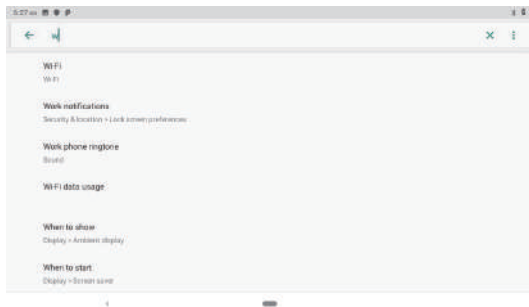 5:27 am
w
Wi-Fi
Wi-Fi
Work notifications
Security & location > Lock screen preferences
Work phone ringtone
Sound
Wi-Fi data usage
When to show
Display > Ambient display
When to start
Display > Screen saver